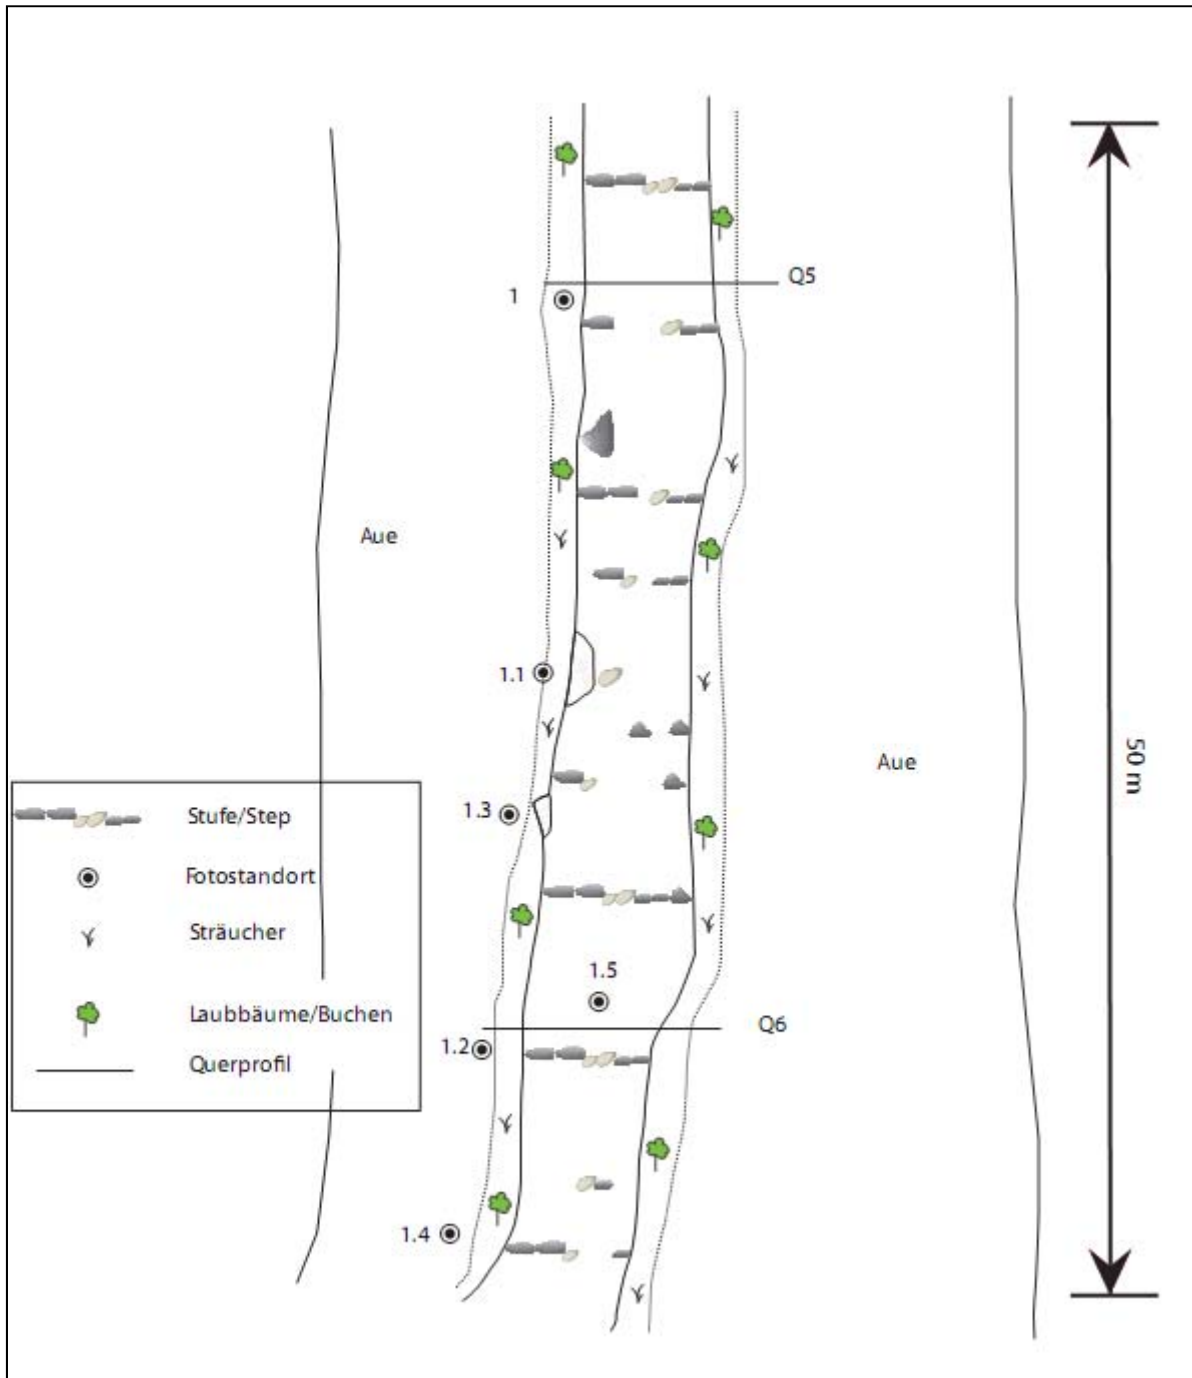 Q5
1
Aue
1.1
Aue
50 m
1.3
Stufe/Step
Fotostandort
Sträucher
Laubbäume/Buchen
Querprofil
1.5
Q6
1.2
1.4